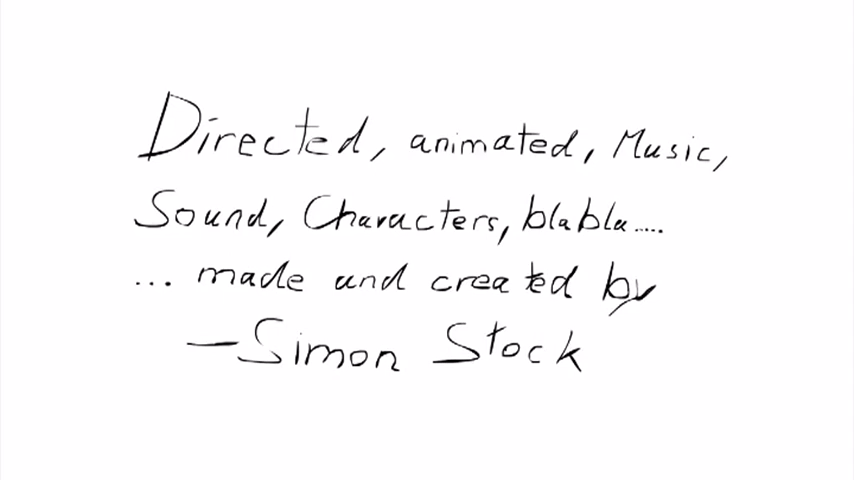 Directed, animated, Music,
Sound, Characters, blabla.....
... made and created by
—Simon Stock